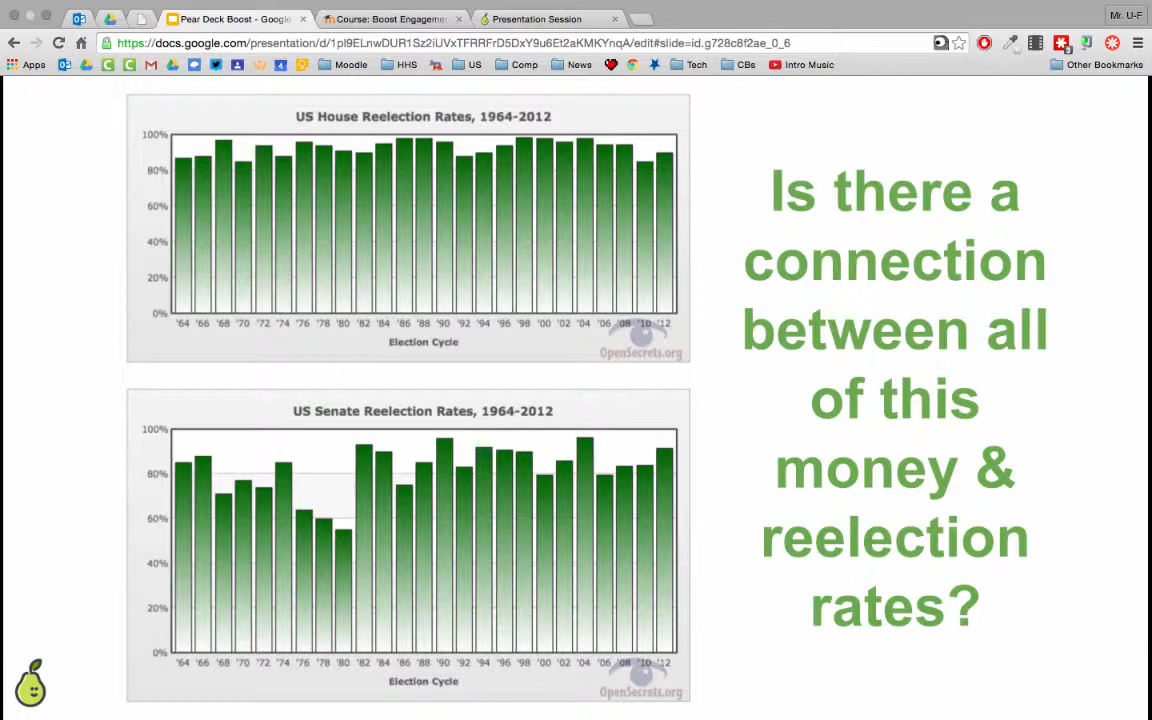 Pear Deck Boost - Google
Course: Boost Engageme
Presentation Session
Mr. U-F
https://docs.google.com/presentation/d/1pI9ELnwDUR1Sz2iUVxTFRRFrD5DxY9u6Et2aKMKYnqA/edit#slide=id.g728c6f2ae_0_6
Apps Moodle HHS US Comp News Tech CBs Intro Music Other Bookmarks
US House Reelection Rates, 1964-2012
100%
80%
60%
40%
20%
0%
'64 '66 '68 '70 '72 '74 '76 '78 '80 '82 '84 '86 '88 '90 '92 '94 '96 '98 '00 '02 '04 '06 '08 '10 '12
Election Cycle
OpenSecrets.org
US Senate Reelection Rates, 1964-2012
100%
80%
60%
40%
20%
0%
'64 '66 '68 '70 '72 '74 '76 '78 '80 '82 '84 '86 '88 '90 '92 '94 '96 '98 '00 '02 '04 '06 '08 '10 '12
Election Cycle
OpenSecrets.org
Is there a
connection
between all
of this
money &
reelection
rates?